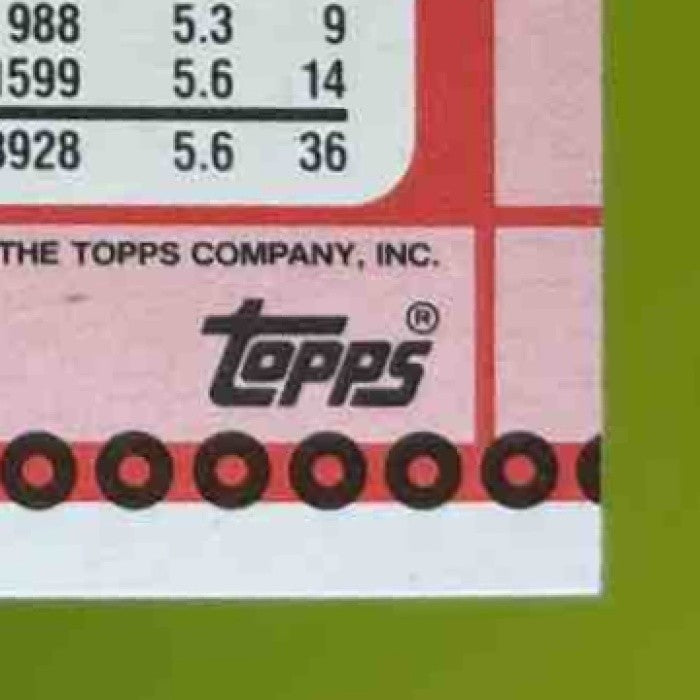 988 5.3 9
1599 5.6 14
3928 5.6 36
THE TOPPS COMPANY, INC.
Topps®